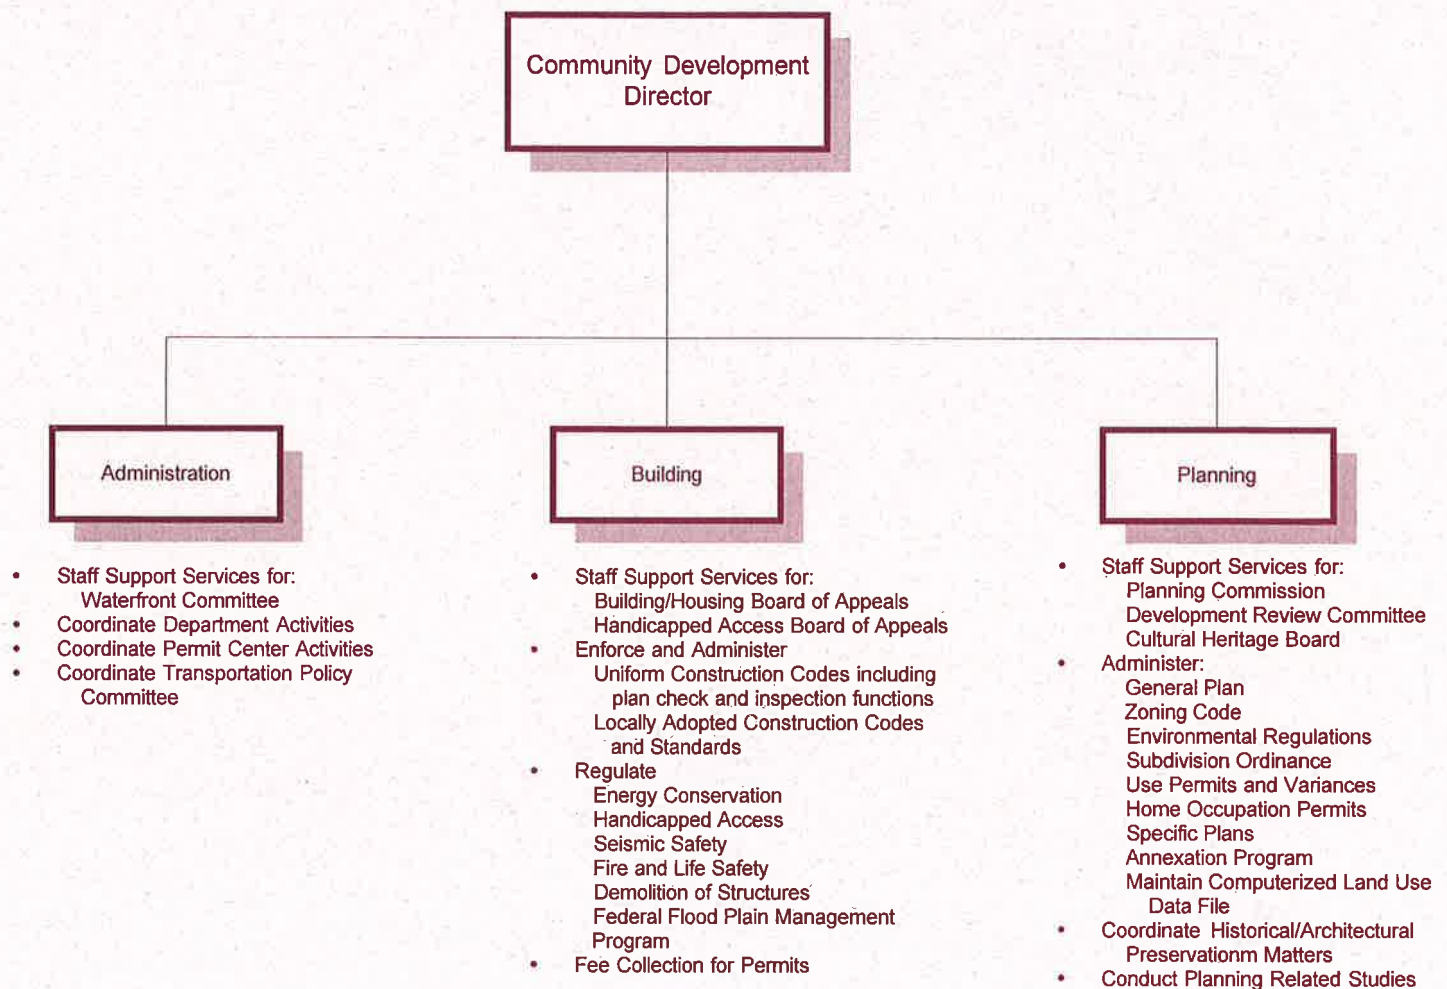 Community Development
Director
Administration
• Staff Support Services for:
Waterfront Committee
• Coordinate Department Activities
• Coordinate Permit Center Activities
• Coordinate Transportation Policy
Committee
Building
• Staff Support Services for:
Building/Housing Board of Appeals
Handicapped Access Board of Appeals
• Enforce and Administer
Uniform Construction Codes including
plan check and inspection functions
Locally Adopted Construction Codes
and Standards
• Regulate
Energy Conservation
Handicapped Access
Seismic Safety
Fire and Life Safety
Demolition of Structures
Federal Flood Plain Management
Program
• Fee Collection for Permits
Planning
• Staff Support Services for:
Planning Commission
Development Review Committee
Cultural Heritage Board
• Administer:
General Plan
Zoning Code
Environmental Regulations
Subdivision Ordinance
Use Permits and Variances
Home Occupation Permits
Specific Plans
Annexation Program
Maintain Computerized Land Use
Data File
• Coordinate Historical/Architectural
Preservationm Matters
• Conduct Planning Related Studies